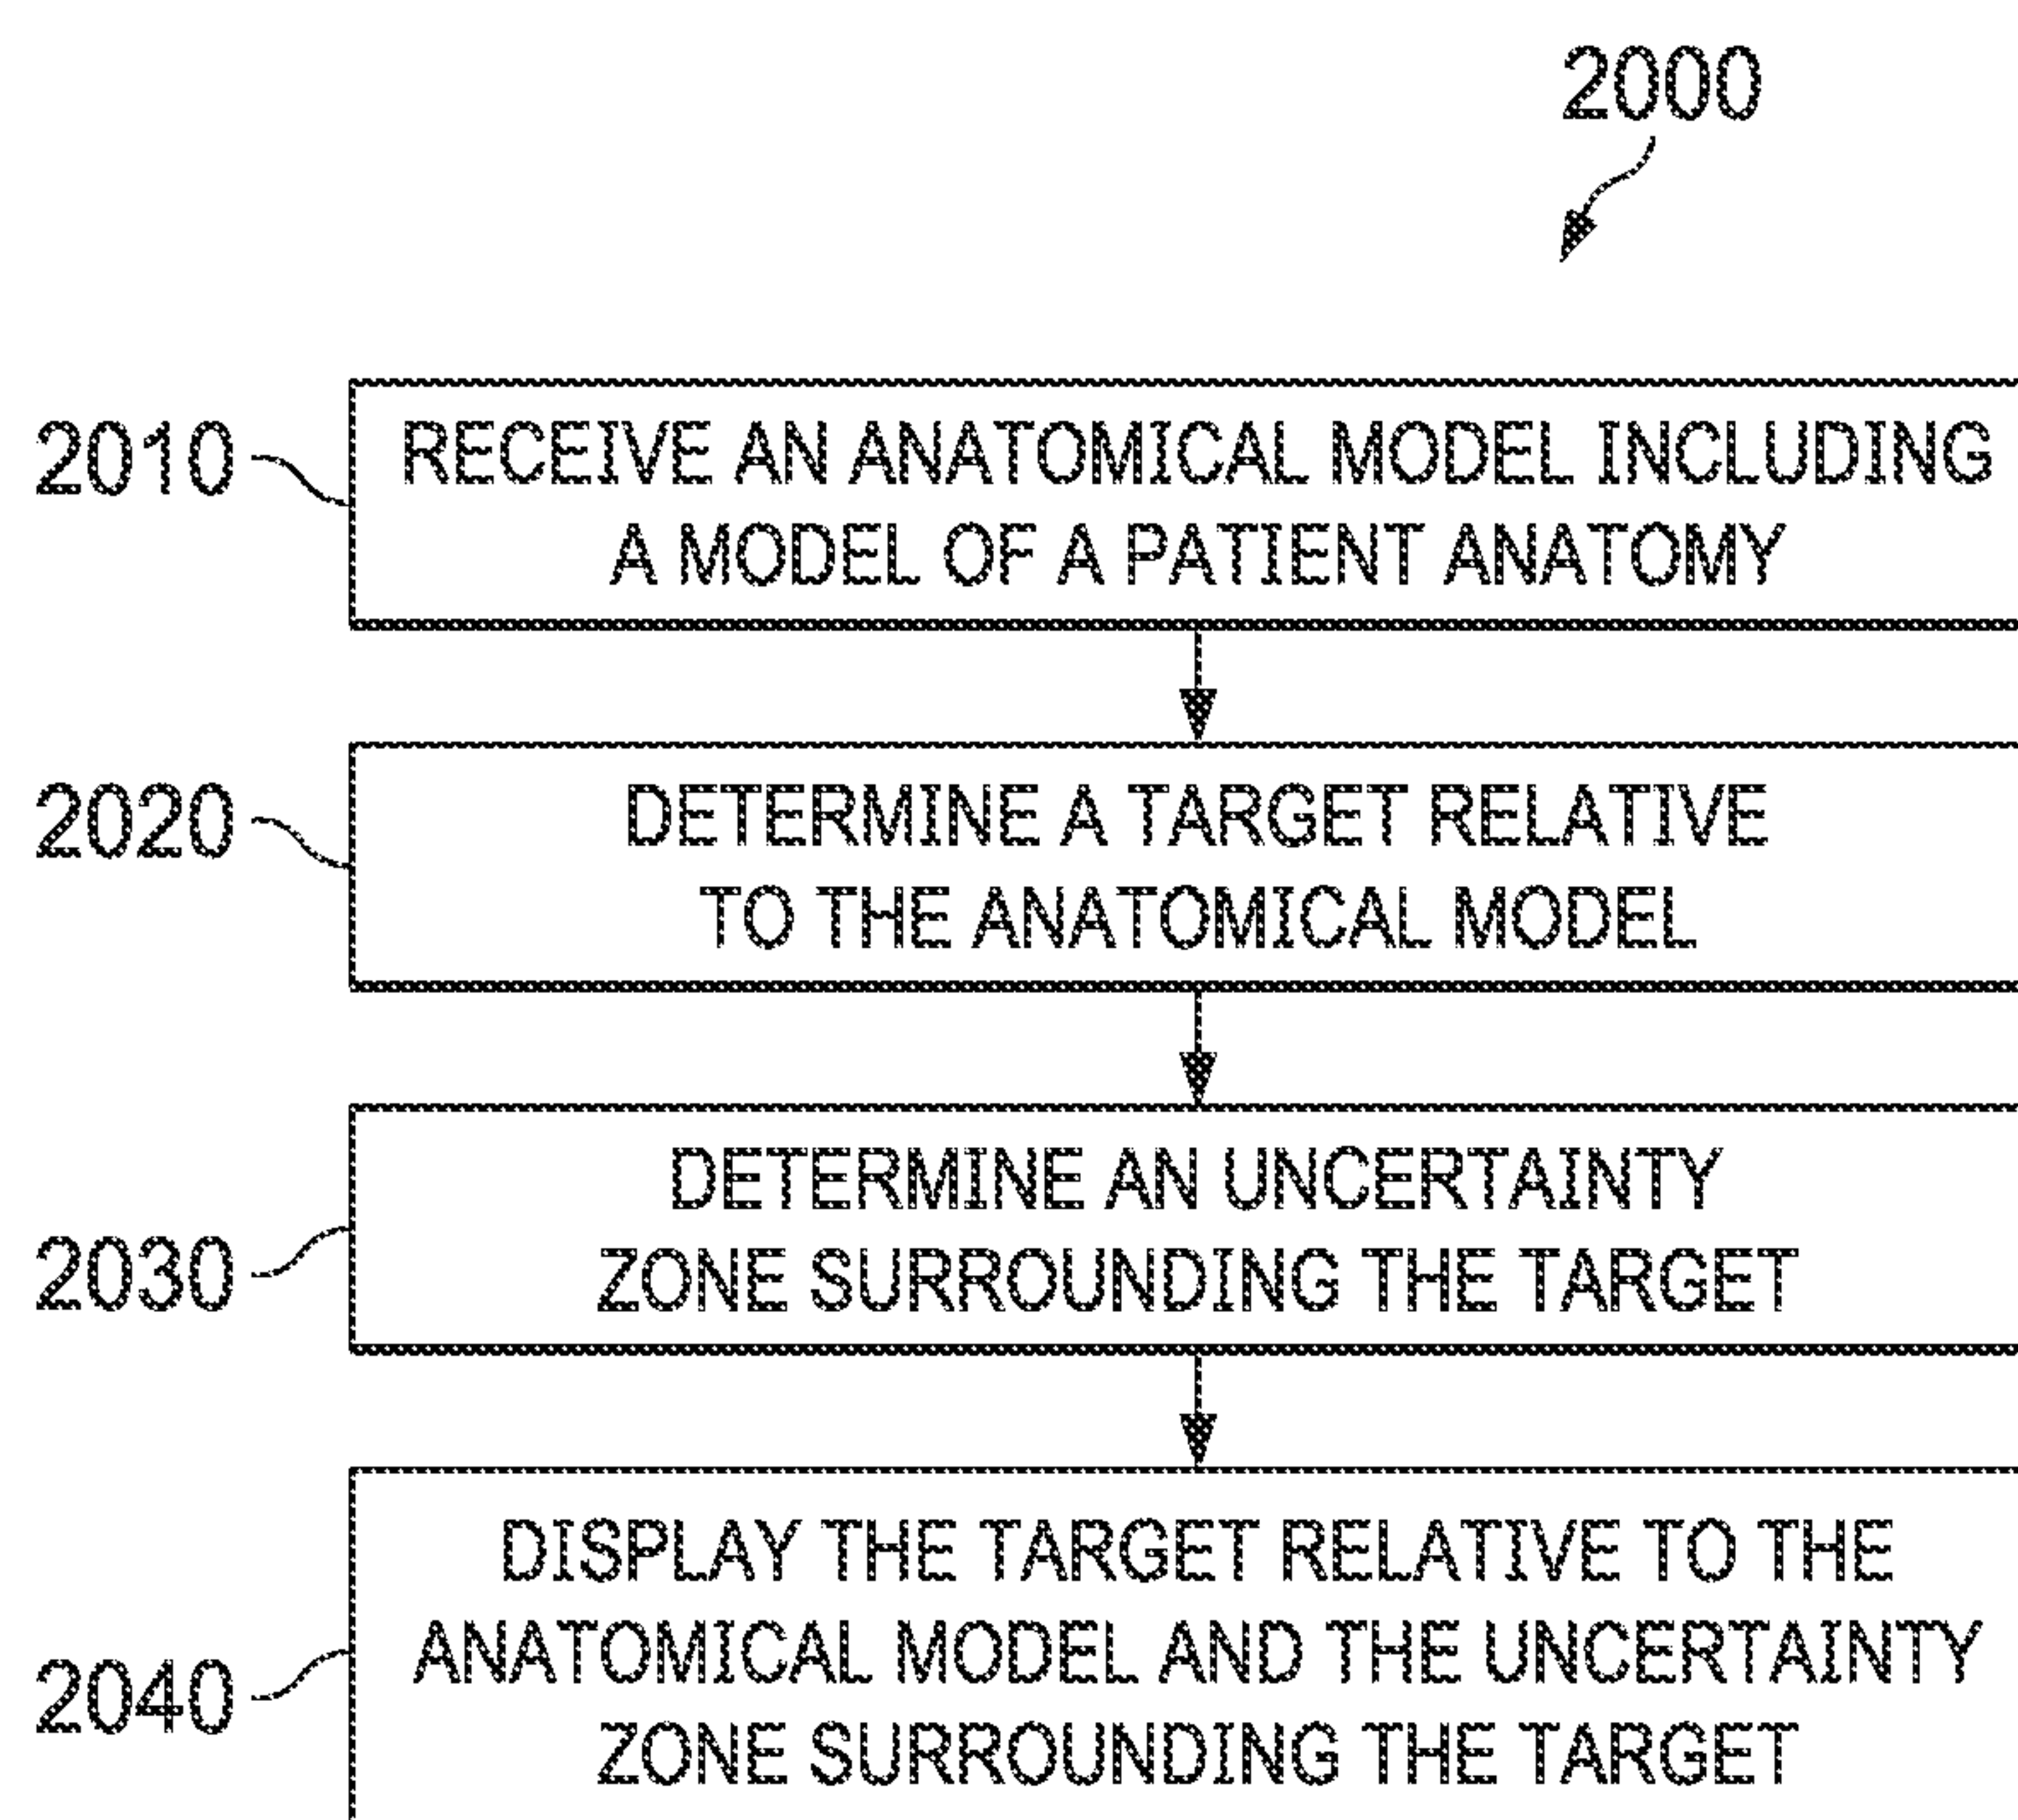 2000
2010
RECEIVE AN ANATOMICAL MODEL INCLUDING
A MODEL OF A PATIENT ANATOMY
2020
DETERMINE A TARGET RELATIVE
TO THE ANATOMICAL MODEL
2030
DETERMINE AN UNCERTAINTY
ZONE SURROUNDING THE TARGET
2040
DISPLAY THE TARGET RELATIVE TO THE
ANATOMICAL MODEL AND THE UNCERTAINTY
ZONE SURROUNDING THE TARGET